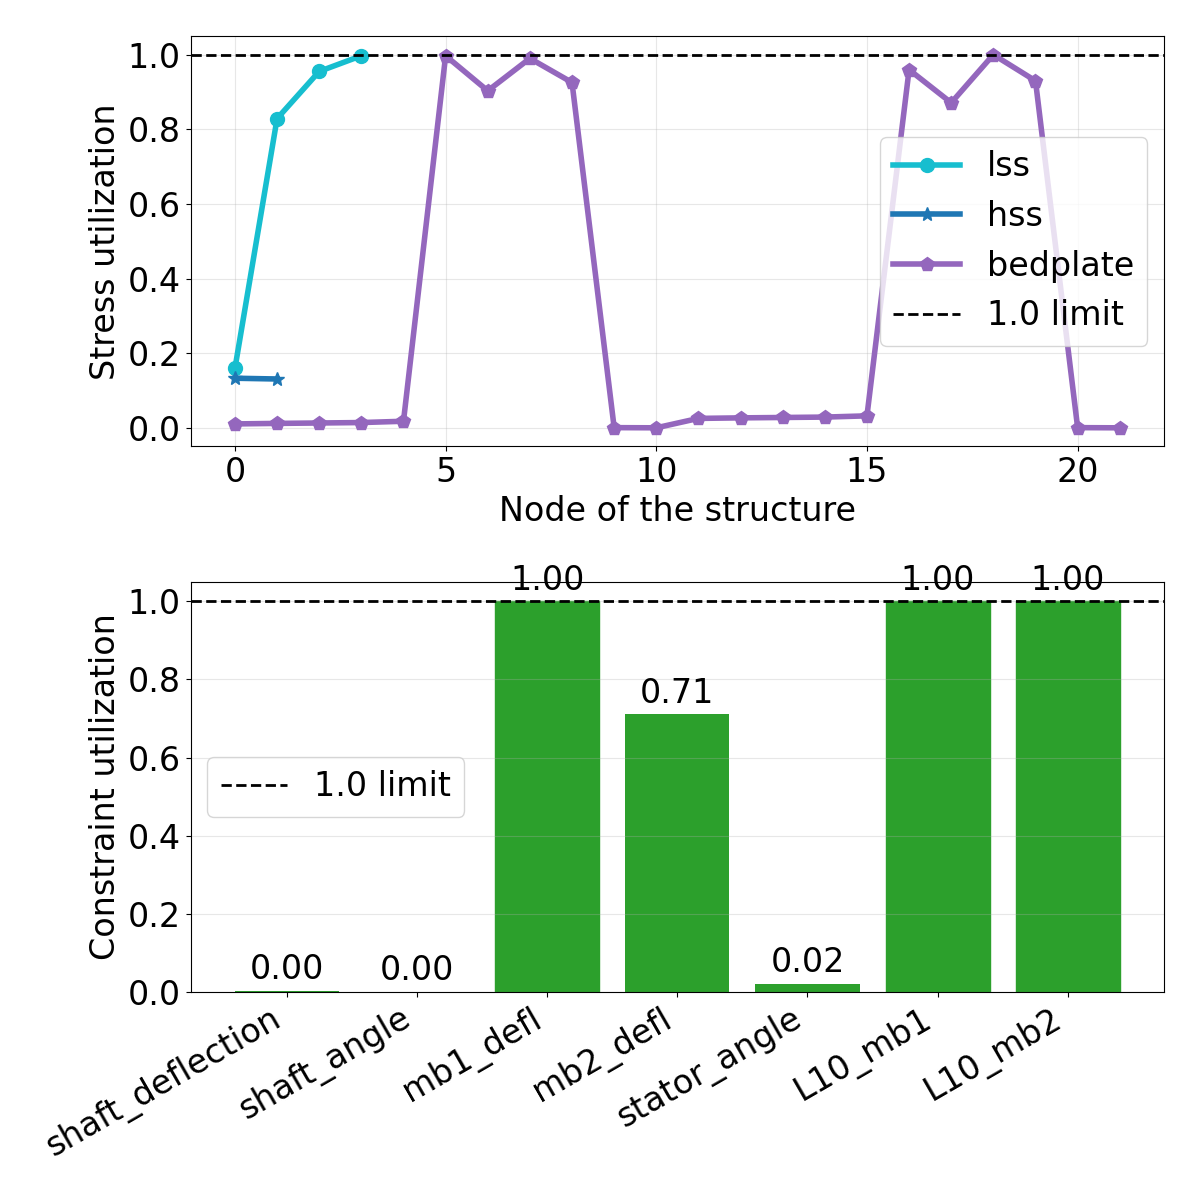 1.0
0.8
0.6
0.4
0.2
0.0
Stress utilization
lss
hss
bedplate
1.0 limit
0
5
10
15
20
Node of the structure
1.00
1.00
1.00
1.0
0.8
0.6
0.4
0.2
0.0
Constraint utilization
0.71
1.0 limit
0.00
0.00
0.02
shaft_deflection
shaft_angle
mb1_defl
mb2_defl
stator_angle
L10_mb1
L10_mb2